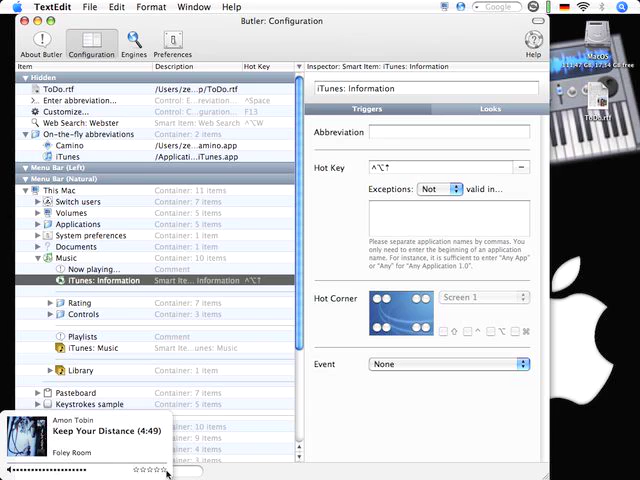 TextEdit File Edit Format Window Help
Google
Butler: Configuration
About Butler Configuration Engines Preferences Help
Item Description Hot Key
Inspector: Smart Item: iTunes: Information
Hidden
ToDo.rtf /Users/ze...p/ToDo.rtf
Enter abbreviation... Control: E...reviation... ^Space
Customize... Control: C...guration... F13
Web Search: Webster Smart Item: Web Search ^⌥W
On-the-fly abbreviations Container: 2 items
Camino /Users/ze...amino.app
iTunes /Applicati...iTunes.app
Menu Bar (Left)
Menu Bar (Natural)
This Mac Container: 11 items
Switch users Container: 7 items
Volumes Container: 5 items
Applications Container: 5 items
System preferences Container: 4 items
Documents Container: 7 items
Music Container: 10 items
Now playing... Comment
iTunes: Information Smart Ite... Information ^⌥⇡
Rating Container: 7 items
Controls Container: 3 items
Playlists Comment
iTunes: Music Smart Ite...unes: Music
Library Container: 4 items
Pasteboard Container: 7 items
Keystrokes sample Container: 2 items
Container: 10 items
9 items
4 items
2 items
iTunes: Information
Triggers Looks
Abbreviation
Hot Key ^⌥⇡ −
Exceptions: Not valid in...
Please separate application names by commas. You
only need to enter the beginning of an application
name. For instance, it is sufficient to enter "Any App"
or "Any" for "Any Application 1.0".
Hot Corner Screen 1
⇧ ^ ⌥ ⌘
Event None
MacOS
ToDo.rtf
Amon Tobin
Keep Your Distance (4:49)
Foley Room